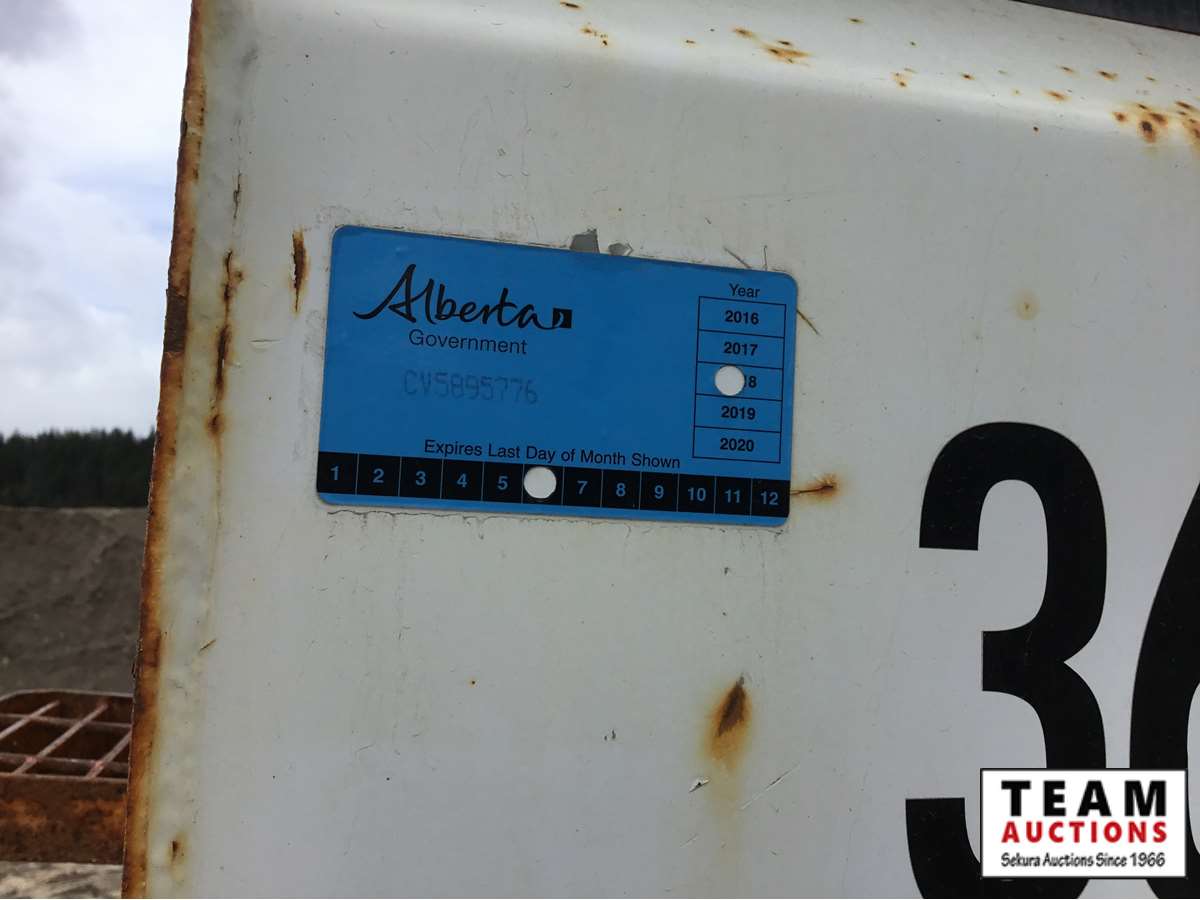 Alberta
Government
CV5895776
Year
2016
2017
8
2019
2020
Expires Last Day of Month Shown
1 2 3 4 5 7 8 9 10 11 12
3
TEAM
AUCTIONS
Sekura Auctions Since 1966